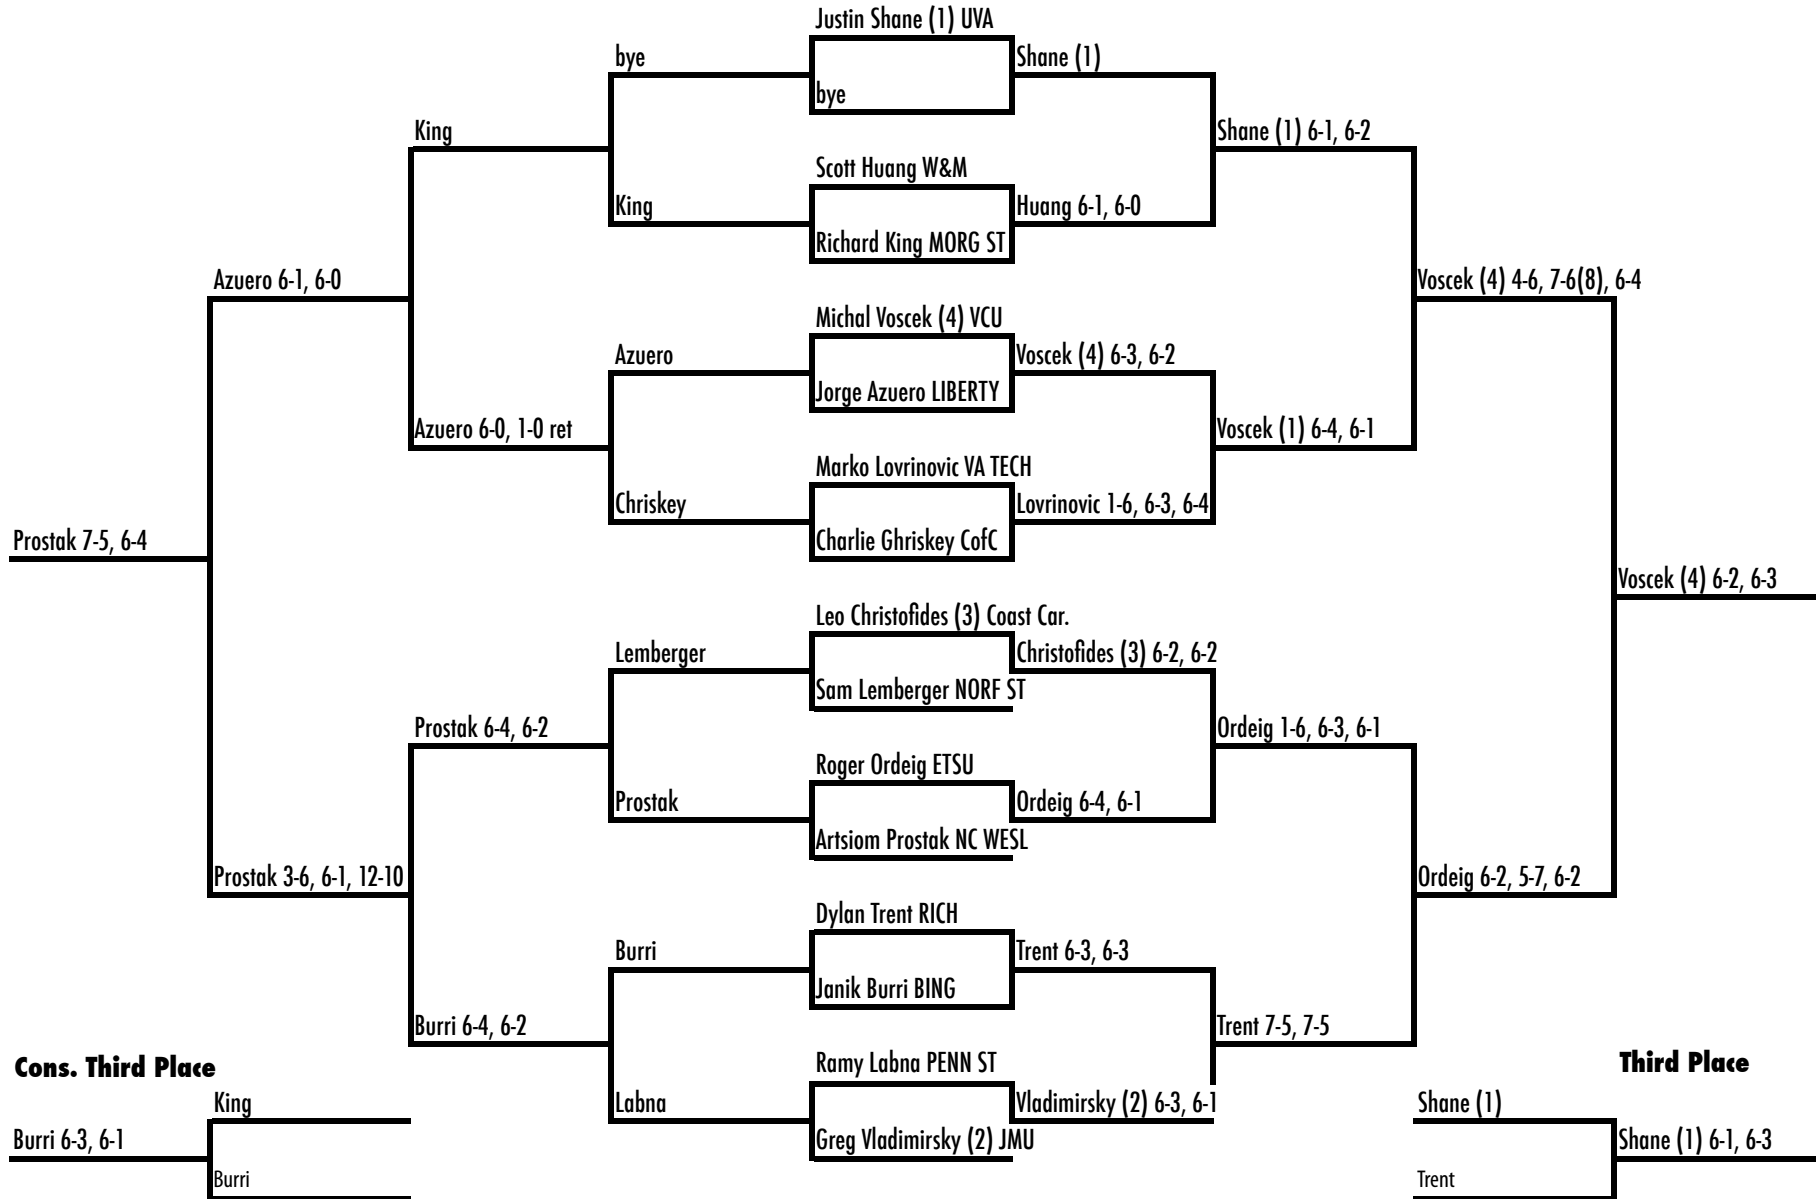 Justin Shane (1) UVA
bye
Shane (1)
bye
King
Shane (1) 6-1, 6-2
Scott Huang W&M
King
Huang 6-1, 6-0
Richard King MORG ST
Azuero 6-1, 6-0
Voscek (4) 4-6, 7-6(8), 6-4
Michal Voscek (4) VCU
Azuero
Voscek (4) 6-3, 6-2
Jorge Azuero LIBERTY
Azuero 6-0, 1-0 ret
Voscek (1) 6-4, 6-1
Marko Lovrinovic VA TECH
Chriskey
Lovrinovic 1-6, 6-3, 6-4
Charlie Ghriskey CofC
Prostak 7-5, 6-4
Voscek (4) 6-2, 6-3
Leo Christofides (3) Coast Car.
Lemberger
Christofides (3) 6-2, 6-2
Sam Lemberger NORF ST
Prostak 6-4, 6-2
Ordeig 1-6, 6-3, 6-1
Roger Ordeig ETSU
Prostak
Ordeig 6-4, 6-1
Artsiom Prostak NC WESL
Prostak 3-6, 6-1, 12-10
Ordeig 6-2, 5-7, 6-2
Dylan Trent RICH
Burri
Trent 6-3, 6-3
Janik Burri BING
Burri 6-4, 6-2
Trent 7-5, 7-5
Cons. Third Place
Ramy Labna PENN ST
Third Place
King
Labna
Vladimirsky (2) 6-3, 6-1
Shane (1)
Burri 6-3, 6-1
Greg Vladimirsky (2) JMU
Shane (1) 6-1, 6-3
Burri
Trent